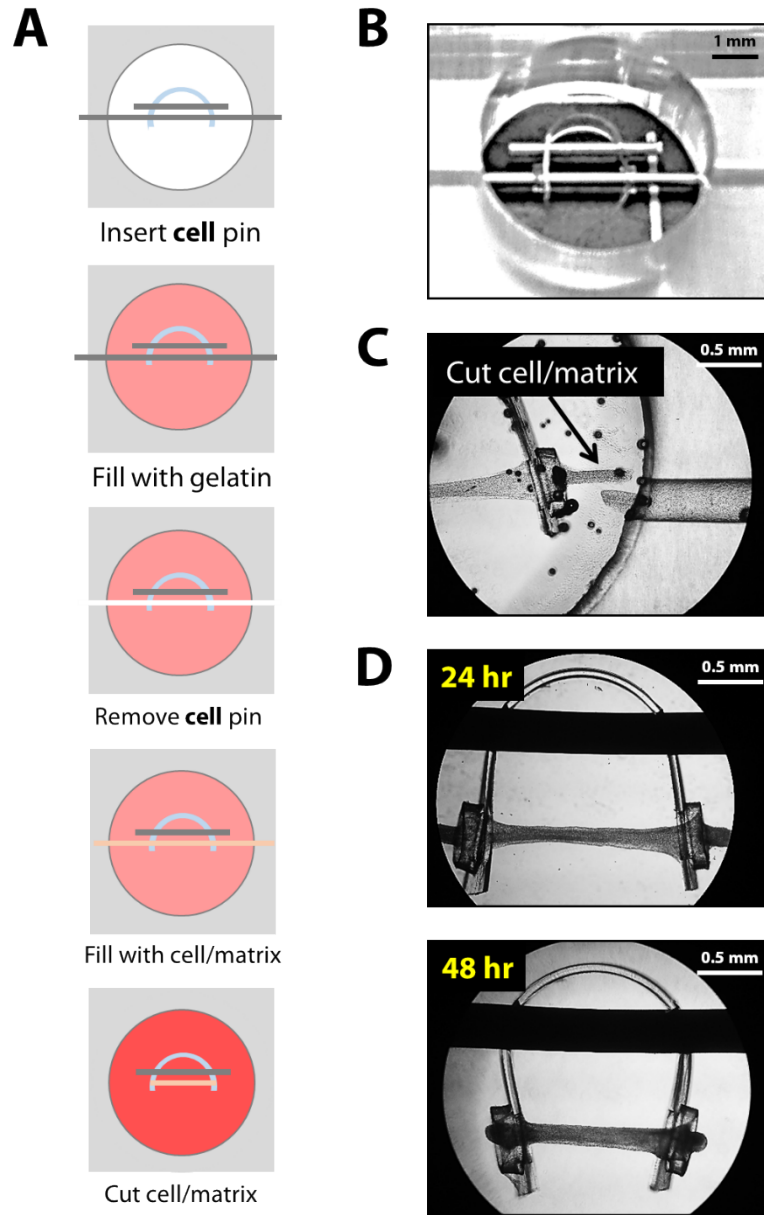 A
Insert cell pin
Fill with gelatin
Remove cell pin
Fill with cell/matrix
Cut cell/matrix
B
1 mm
C
0.5 mm
Cut cell/matrix
D
24 hr
0.5 mm
48 hr
0.5 mm